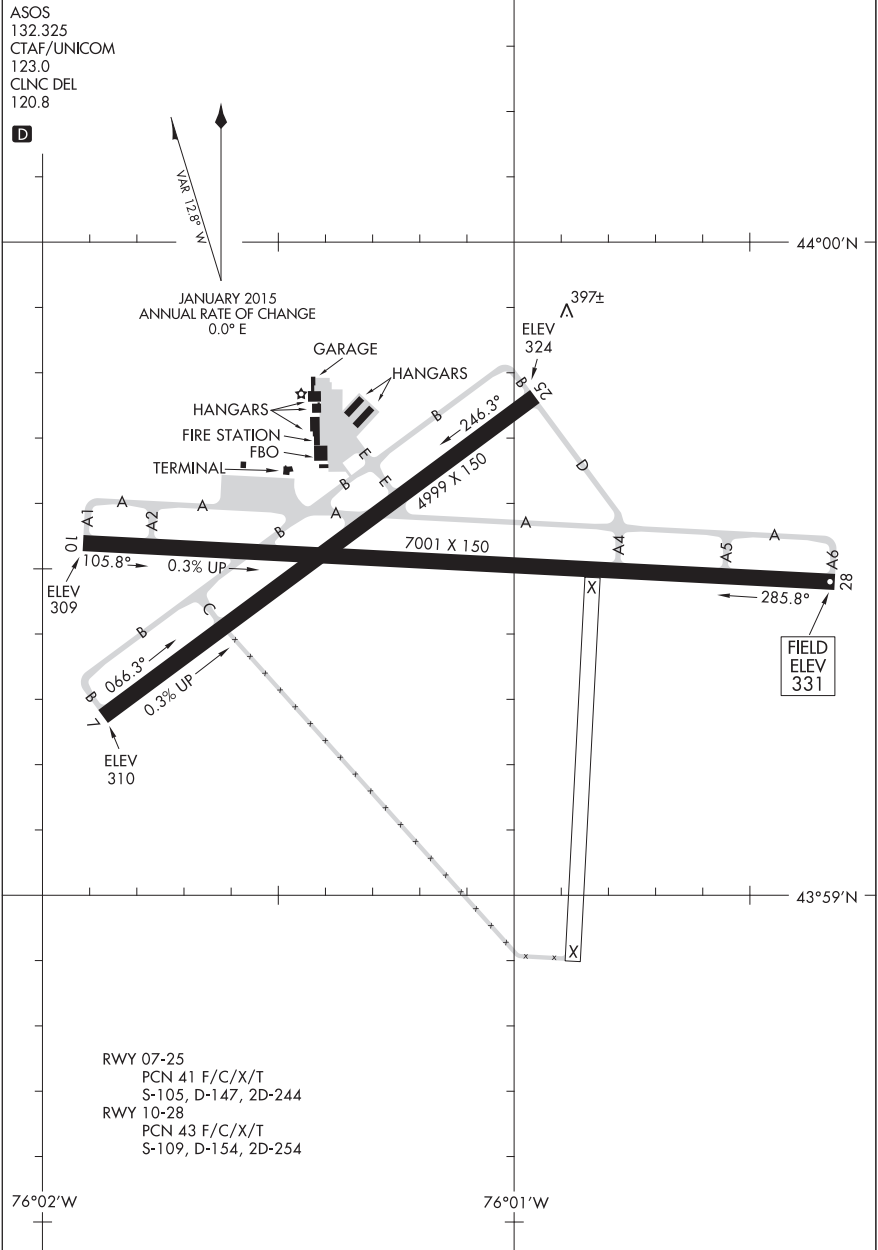 ASOS
132.325
CTAF/UNICOM
123.0
CLNC DEL
120.8
D
VAR 12.8° W
44°00'N
JANUARY 2015
ANNUAL RATE OF CHANGE
0.0° E
397±
ELEV
324
GARAGE
HANGARS
HANGARS
FIRE STATION
FBO
TERMINAL
B
25
B
246.3°
4999 X 150
E
E
D
B
A
A
A
A
A
A1
A2
B
10
105.8°
0.3% UP
7001 X 150
A4
A5
A6
28
285.8°
ELEV
309
X
C
FIELD
ELEV
331
B
066.3°
0.3% UP
B
7
ELEV
310
43°59'N
X
RWY 07-25
PCN 41 F/C/X/T
S-105, D-147, 2D-244
RWY 10-28
PCN 43 F/C/X/T
S-109, D-154, 2D-254
76°02'W
76°01'W